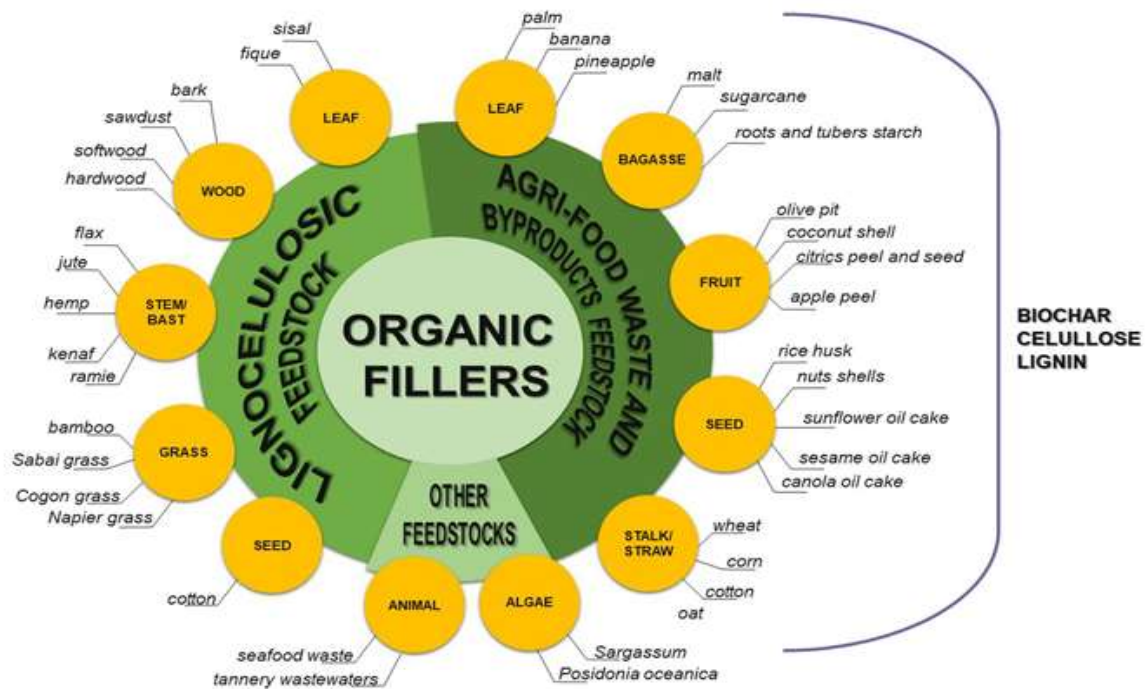 ORGANIC
FILLERS
LIGNOCELULOSIC
FEEDSTOCK
LEAF
sisal
fique
WOOD
bark
sawdust
softwood
hardwood
STEM/
BAST
flax
jute
hemp
kenaf
ramie
GRASS
bamboo
Sabai grass
Cogon grass
Napier grass
SEED
cotton
AGRI-FOOD WASTE AND
BYPRODUCTS FEEDSTOCK
LEAF
palm
banana
pineapple
BAGASSE
malt
sugarcane
roots and tubers starch
FRUIT
olive pit
coconut shell
citrics peel and seed
apple peel
SEED
rice husk
nuts shells
sunflower oil cake
sesame oil cake
canola oil cake
STALK/
STRAW
wheat
corn
cotton
oat
OTHER
FEEDSTOCKS
ANIMAL
seafood waste
tannery wastewaters
ALGAE
Sargassum
Posidonia oceanica
BIOCHAR
CELULLOSE
LIGNIN